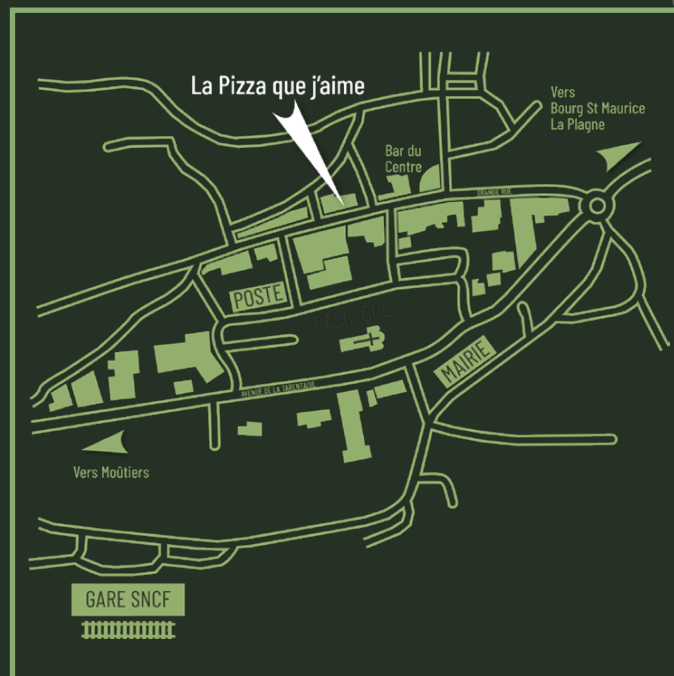 La Pizza que j'aime
Vers
Bourg St Maurice
La Plagne
Bar du
Centre
GRANDE RUE
POSTE
BASILIQUE
MAIRIE
AVENUE DE LA TARENTAISE
Vers Moûtiers
GARE SNCF